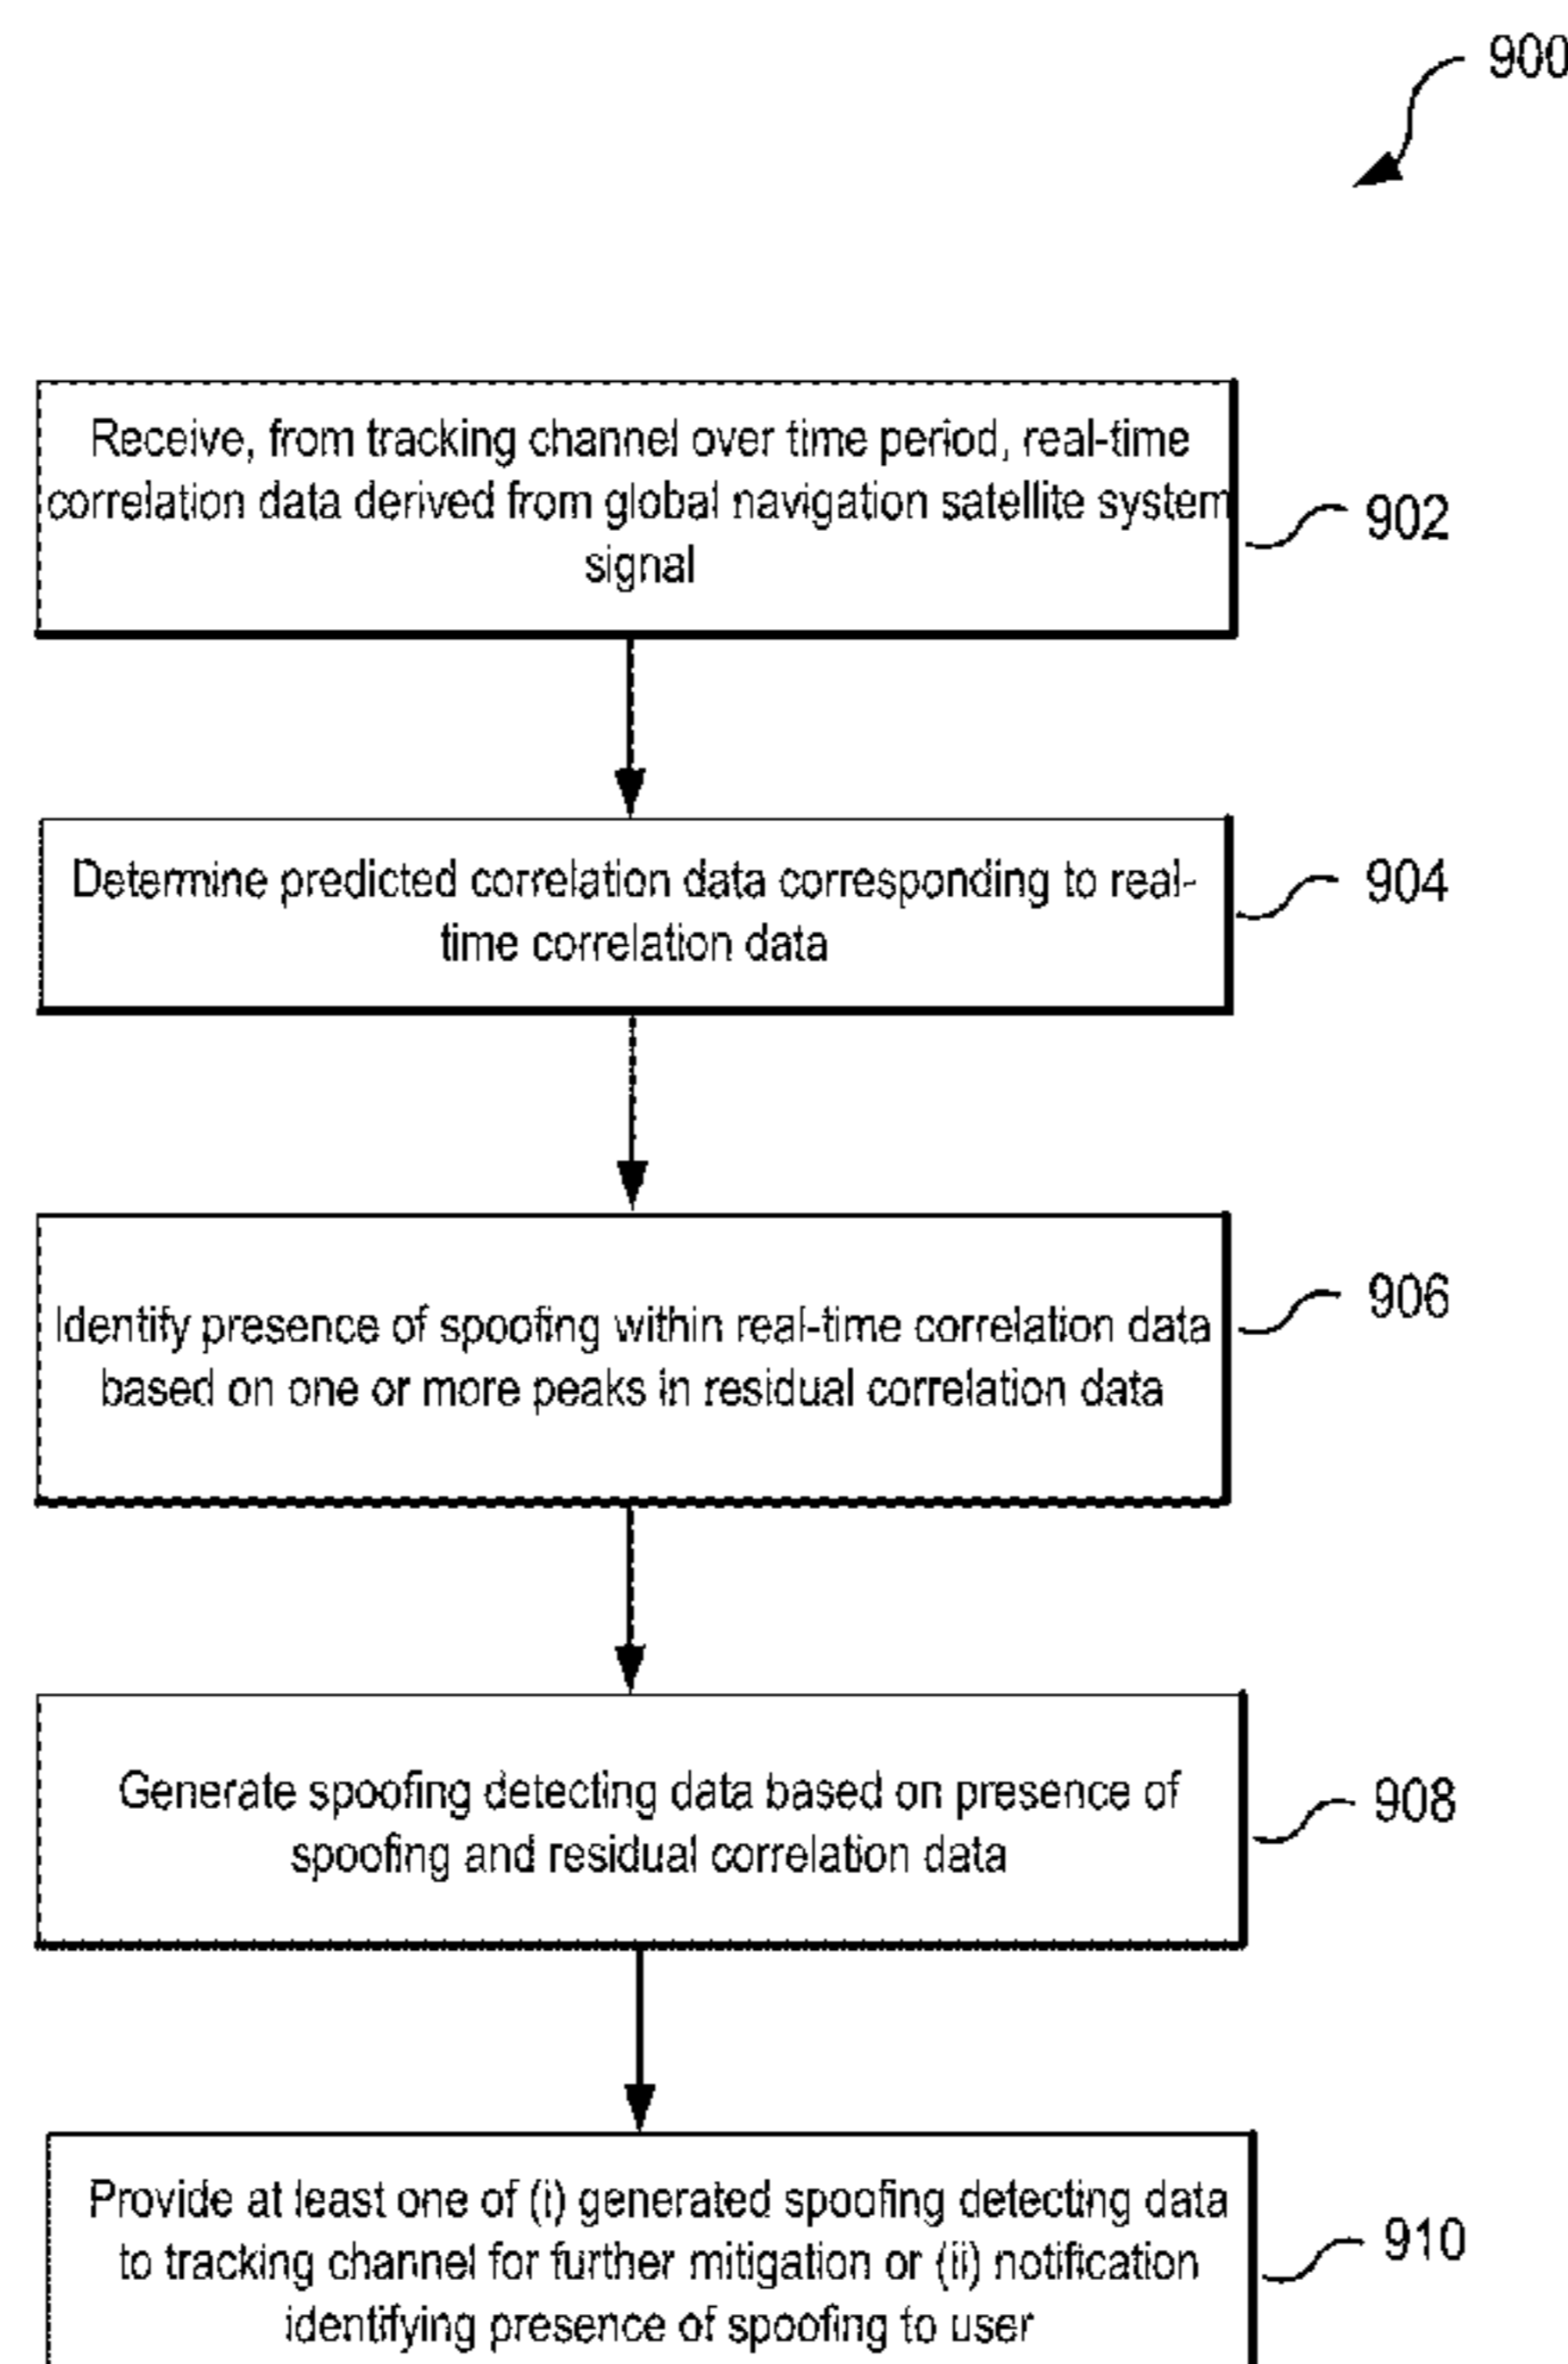 900
Receive, from tracking channel over time period, real-time
correlation data derived from global navigation satellite system
signal
902
Determine predicted correlation data corresponding to real-
time correlation data
904
Identify presence of spoofing within real-time correlation data
based on one or more peaks in residual correlation data
906
Generate spoofing detecting data based on presence of
spoofing and residual correlation data
908
Provide at least one of (i) generated spoofing detecting data
to tracking channel for further mitigation or (ii) notification
identifying presence of spoofing to user
910